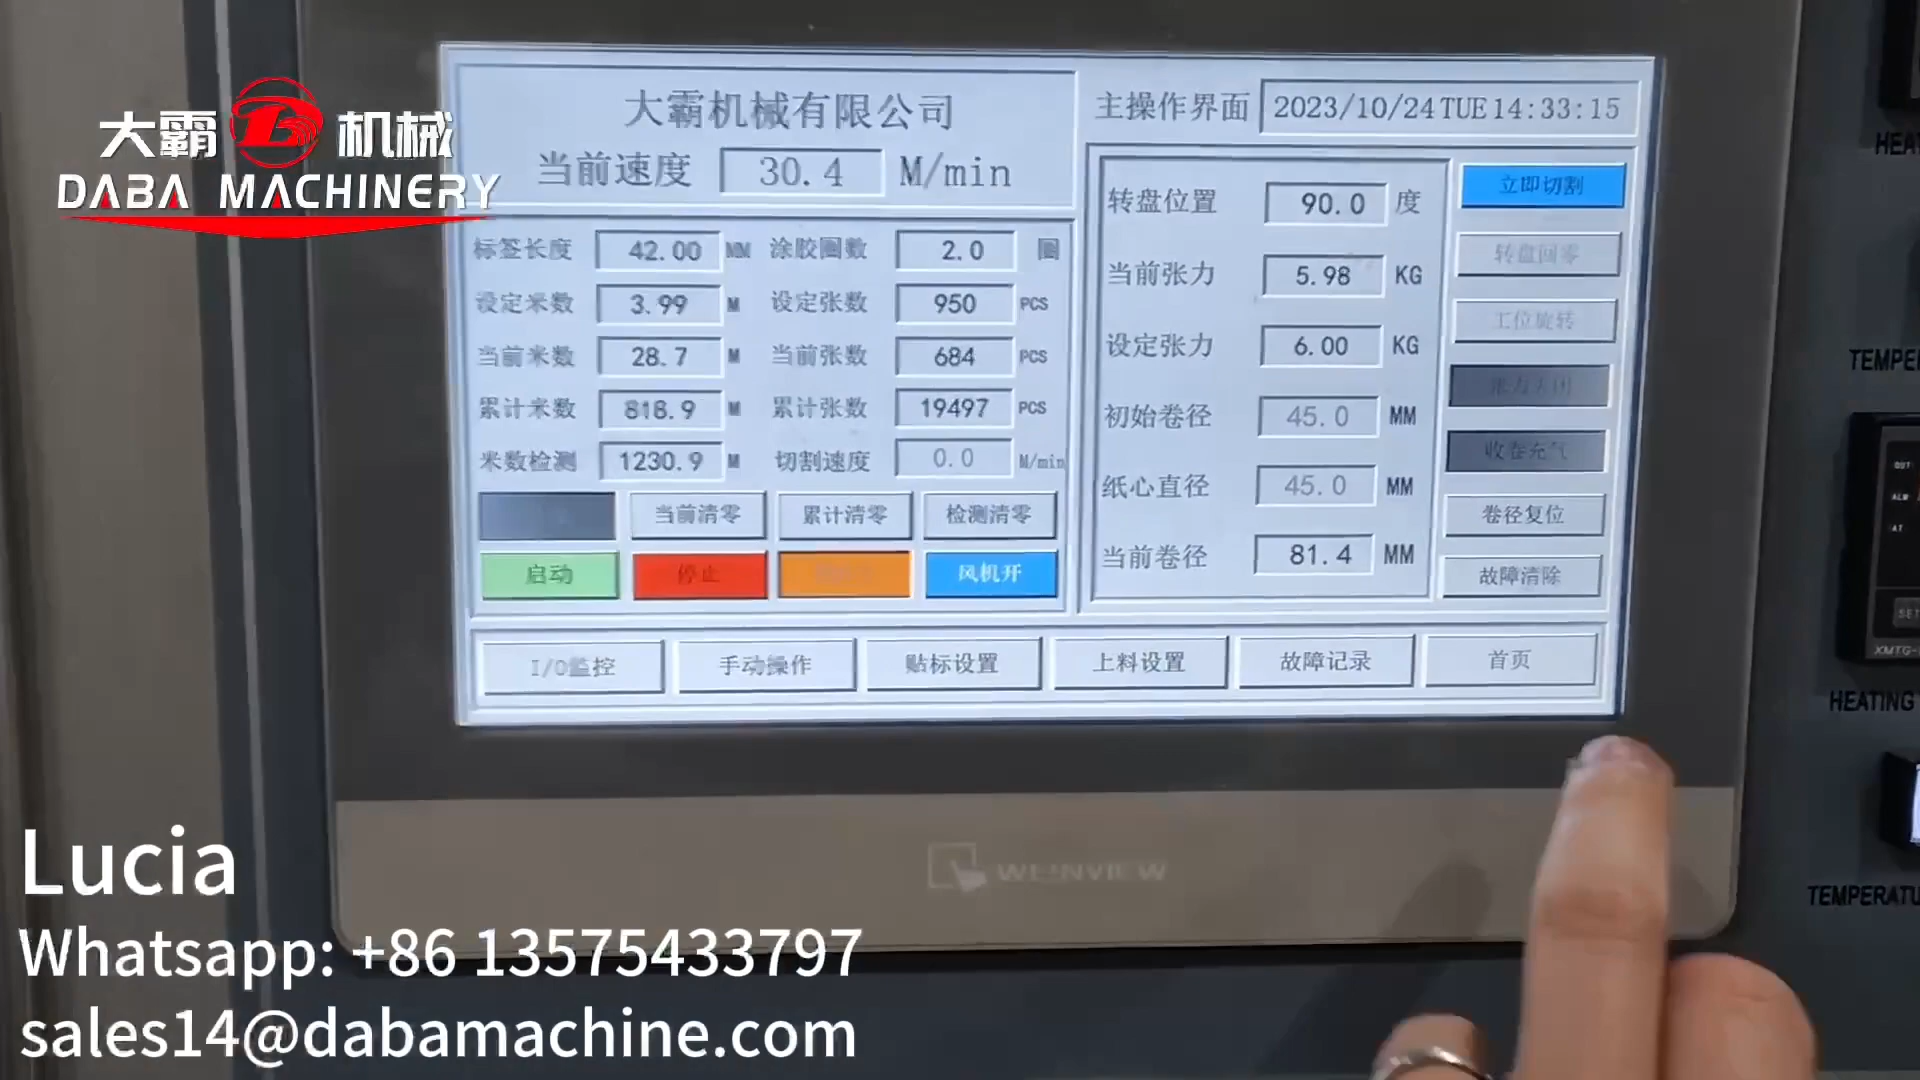 大霸 机械
DABA MACHINERY
大霸机械有限公司
当前速度 30.4 M/min
主操作界面 2023/10/24 TUE 14:33:15
标签长度 42.00 MM 涂胶圈数 2.0 圈
设定米数 3.99 M 设定张数 950 PCS
当前米数 28.7 M 当前张数 684 PCS
累计米数 818.9 M 累计张数 19497 PCS
米数检测 1230.9 M 切割速度 0.0 M/min
当前清零 累计清零 检测清零
启动 停止 风机开
转盘位置 90.0 度
当前张力 5.98 KG
设定张力 6.00 KG
初始卷径 45.0 MM
纸心直径 45.0 MM
当前卷径 81.4 MM
立即切割
转盘回零
工位旋转
收卷充气
卷径复位
故障清除
I/O监控 手动操作 贴标设置 上料设置 故障记录 首页
WEINVIEW
HEA
TEMPE
OUT
ALM
AT
SET
XMTG-
HEATING
TEMPERATU
Lucia
Whatsapp: +86 13575433797
sales14@dabamachine.com